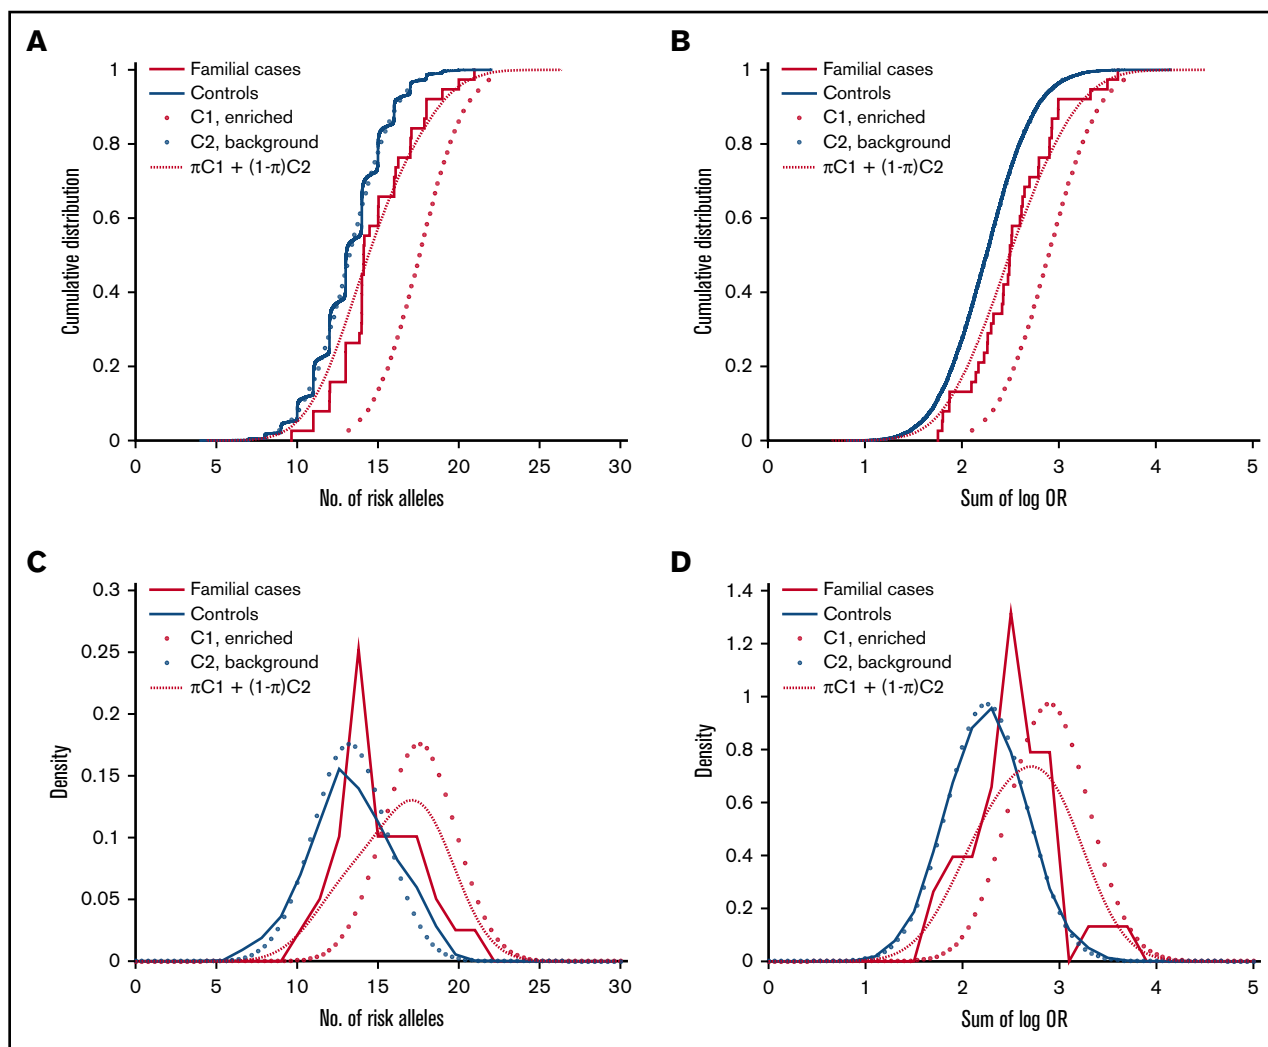 A
Familial cases
Controls
C1, enriched
C2, background
πC1 + (1-π)C2
Cumulative distribution
1
0.8
0.6
0.4
0.2
0
0 5 10 15 20 25 30
No. of risk alleles
B
Familial cases
Controls
C1, enriched
C2, background
πC1 + (1-π)C2
Cumulative distribution
1
0.8
0.6
0.4
0.2
0
0 1 2 3 4 5
Sum of log OR
C
Familial cases
Controls
C1, enriched
C2, background
πC1 + (1-π)C2
Density
0.3
0.25
0.2
0.15
0.1
0.05
0
0 5 10 15 20 25 30
No. of risk alleles
D
Familial cases
Controls
C1, enriched
C2, background
πC1 + (1-π)C2
Density
1.4
1.2
1
0.8
0.6
0.4
0.2
0
0 1 2 3 4 5
Sum of log OR